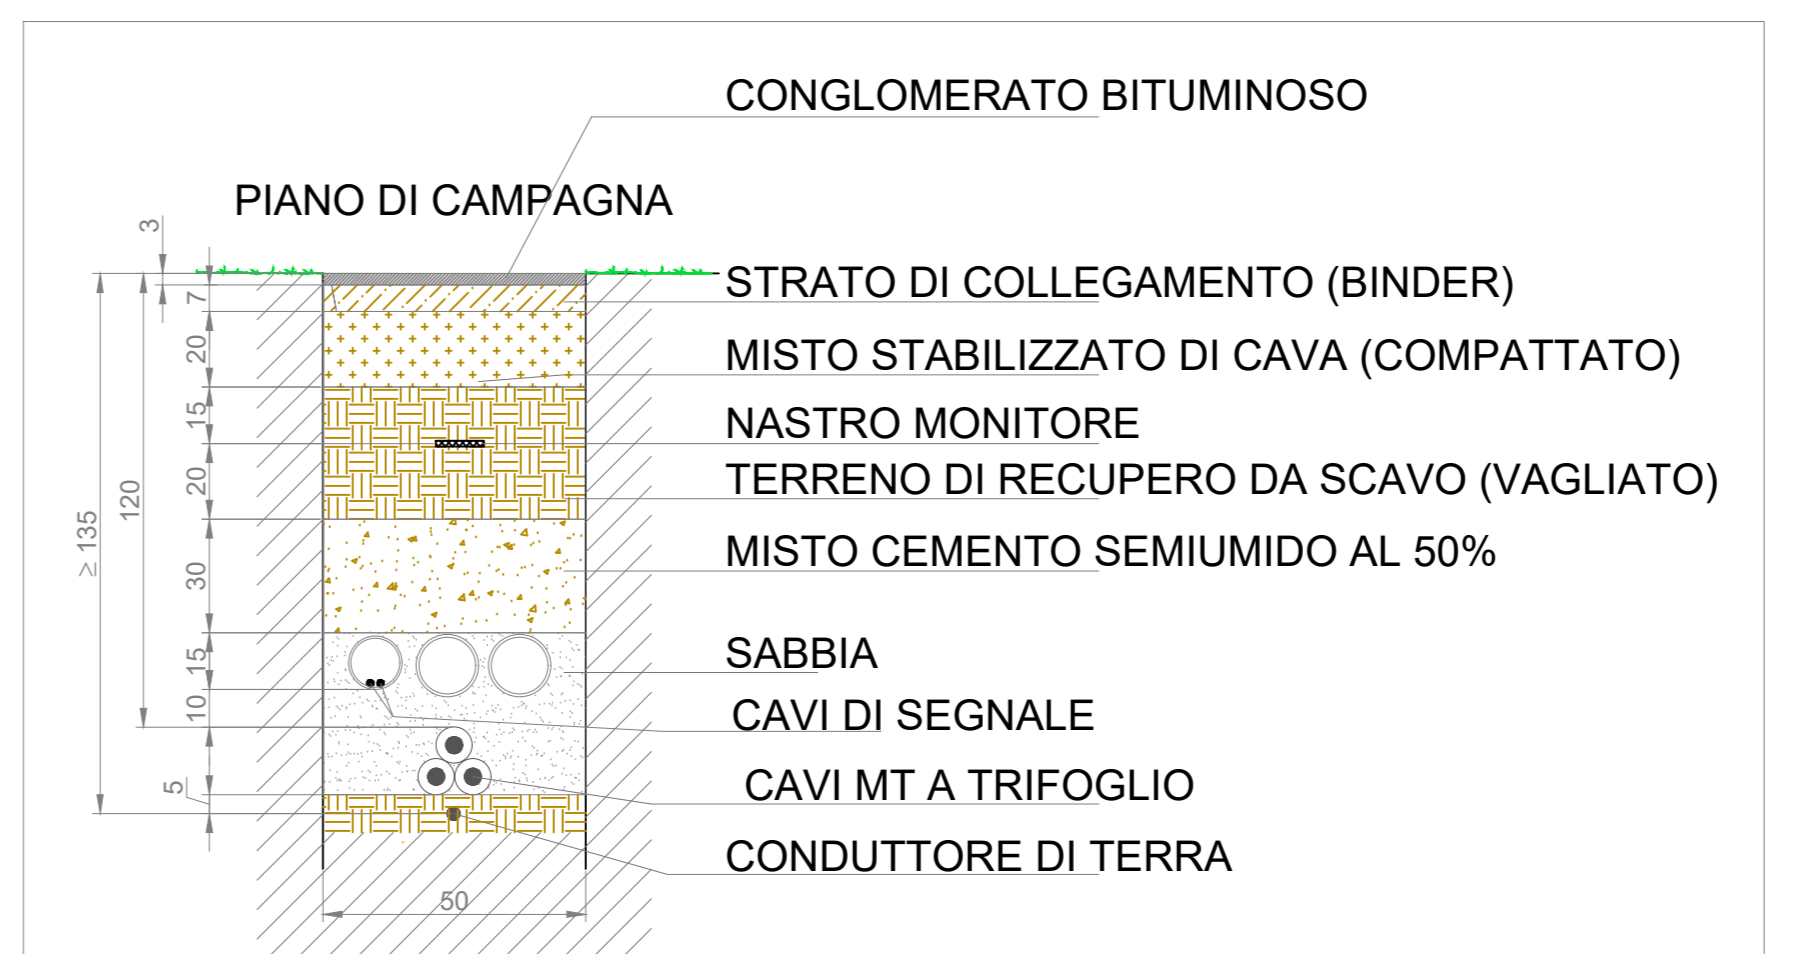 CONGLOMERATO BITUMINOSO
PIANO DI CAMPAGNA
3
STRATO DI COLLEGAMENTO (BINDER)
7
MISTO STABILIZZATO DI CAVA (COMPATTATO)
20
NASTRO MONITORE
15
TERRENO DI RECUPERO DA SCAVO (VAGLIATO)
20
120
≥ 135
MISTO CEMENTO SEMIUMIDO AL 50%
30
SABBIA
15
CAVI DI SEGNALE
10
CAVI MT A TRIFOGLIO
5
CONDUTTORE DI TERRA
50